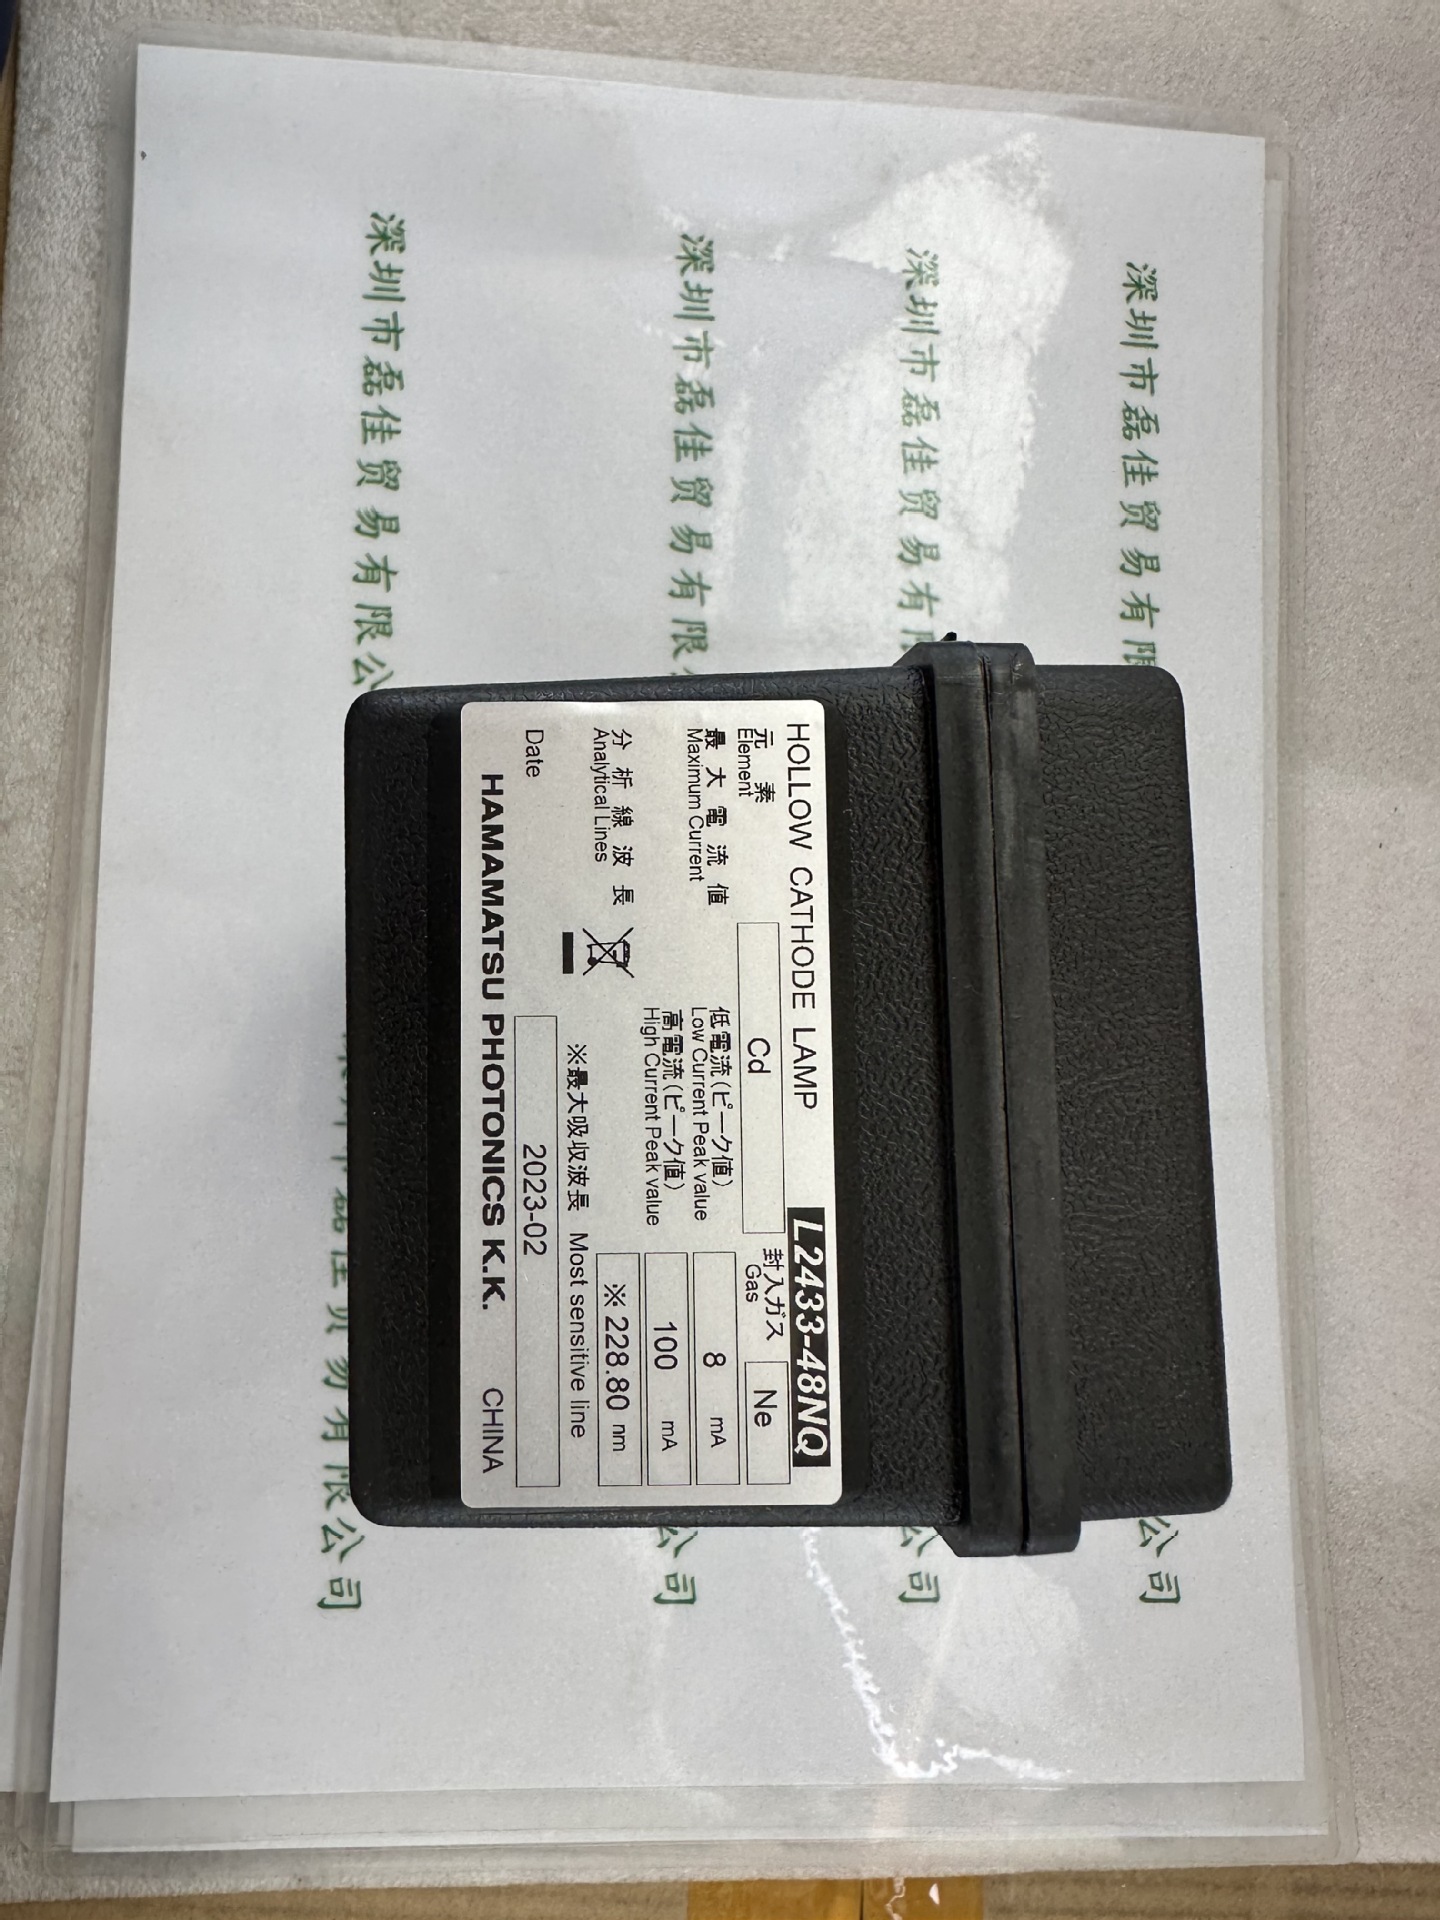 深圳市磊佳贸易有限公司
深圳市磊佳贸易有限公司
深圳市磊佳贸易有限公司
深圳市磊佳贸易有限公司
HOLLOW CATHODE LAMP L2433-48NQ
元素 Cd 封入ガス Ne
Element Gas
最大電流値 低電流(ピーク値) 8 mA
Maximum Current Low Current Peak value
高電流(ピーク値) 100 mA
High Current Peak value
分析線波長 ※ 228.80 nm
Analytical Lines
※最大吸収波長 Most sensitive line
Date 2023-02
HAMAMATSU PHOTONICS K.K. CHINA